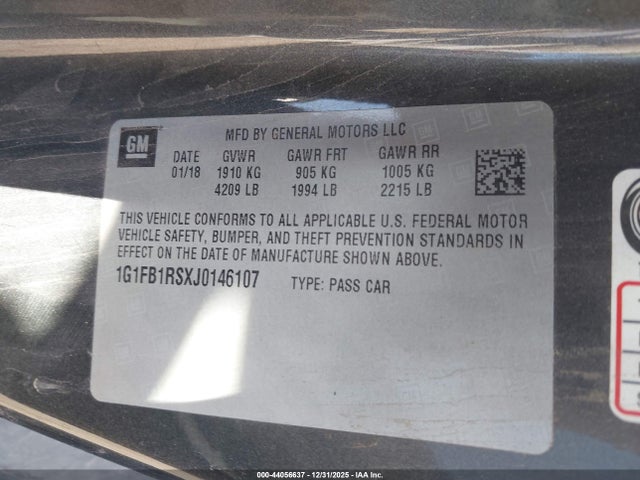 MFD BY GENERAL MOTORS LLC
GM
DATE GVWR GAWR FRT GAWR RR
01/18 1910 KG 905 KG 1005 KG
4209 LB 1994 LB 2215 LB
THIS VEHICLE CONFORMS TO ALL APPLICABLE U.S. FEDERAL MOTOR
VEHICLE SAFETY, BUMPER, AND THEFT PREVENTION STANDARDS IN
EFFECT ON THE DATE OF MANUFACTURE SHOWN ABOVE.
1G1FB1RSXJ0146107 TYPE: PASS CAR
000-44056637 - 12/31/2025 - IAA Inc.